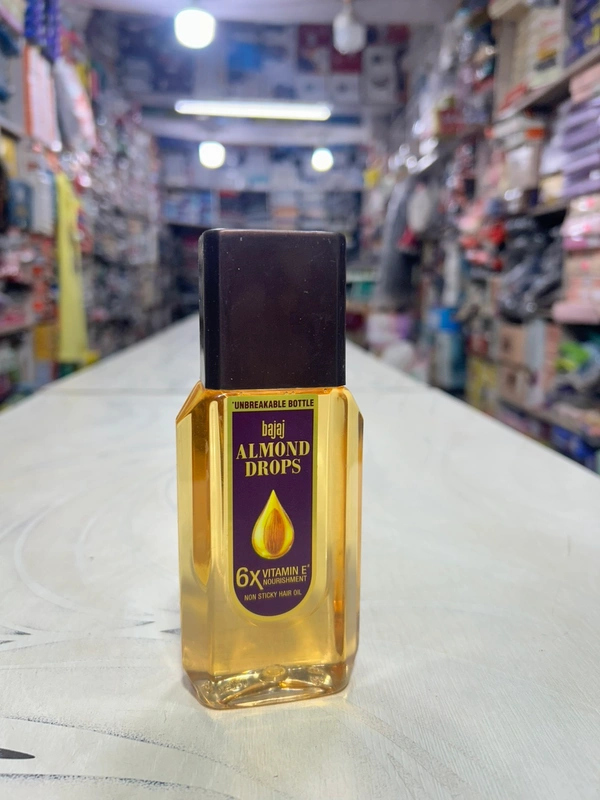 *UNBREAKABLE BOTTLE
bajaj
ALMOND
DROPS
6X VITAMIN E*
NOURISHMENT
NON STICKY HAIR OIL